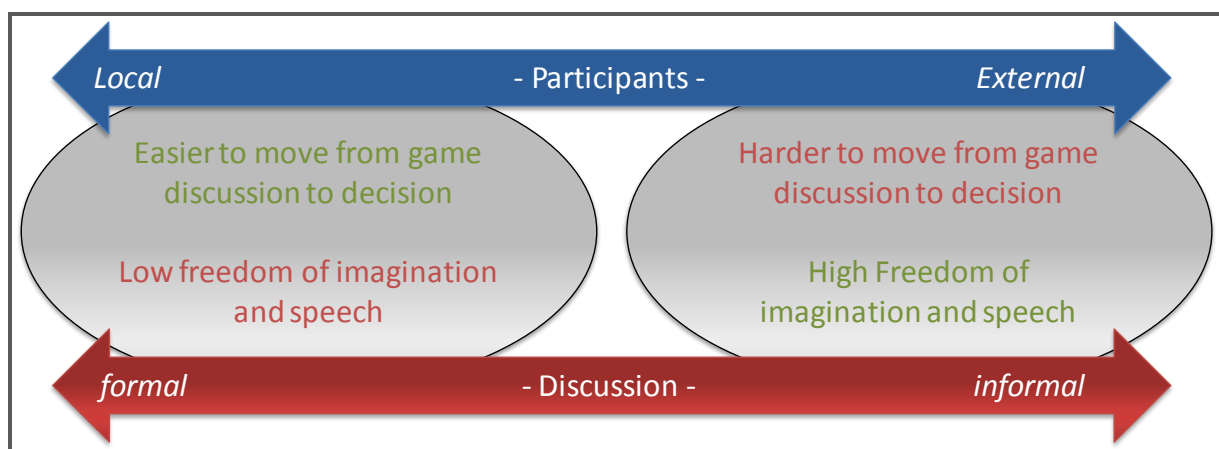 Local - Participants - External
Easier to move from game
discussion to decision
Low freedom of imagination
and speech
Harder to move from game
discussion to decision
High Freedom of
imagination and speech
formal - Discussion - informal